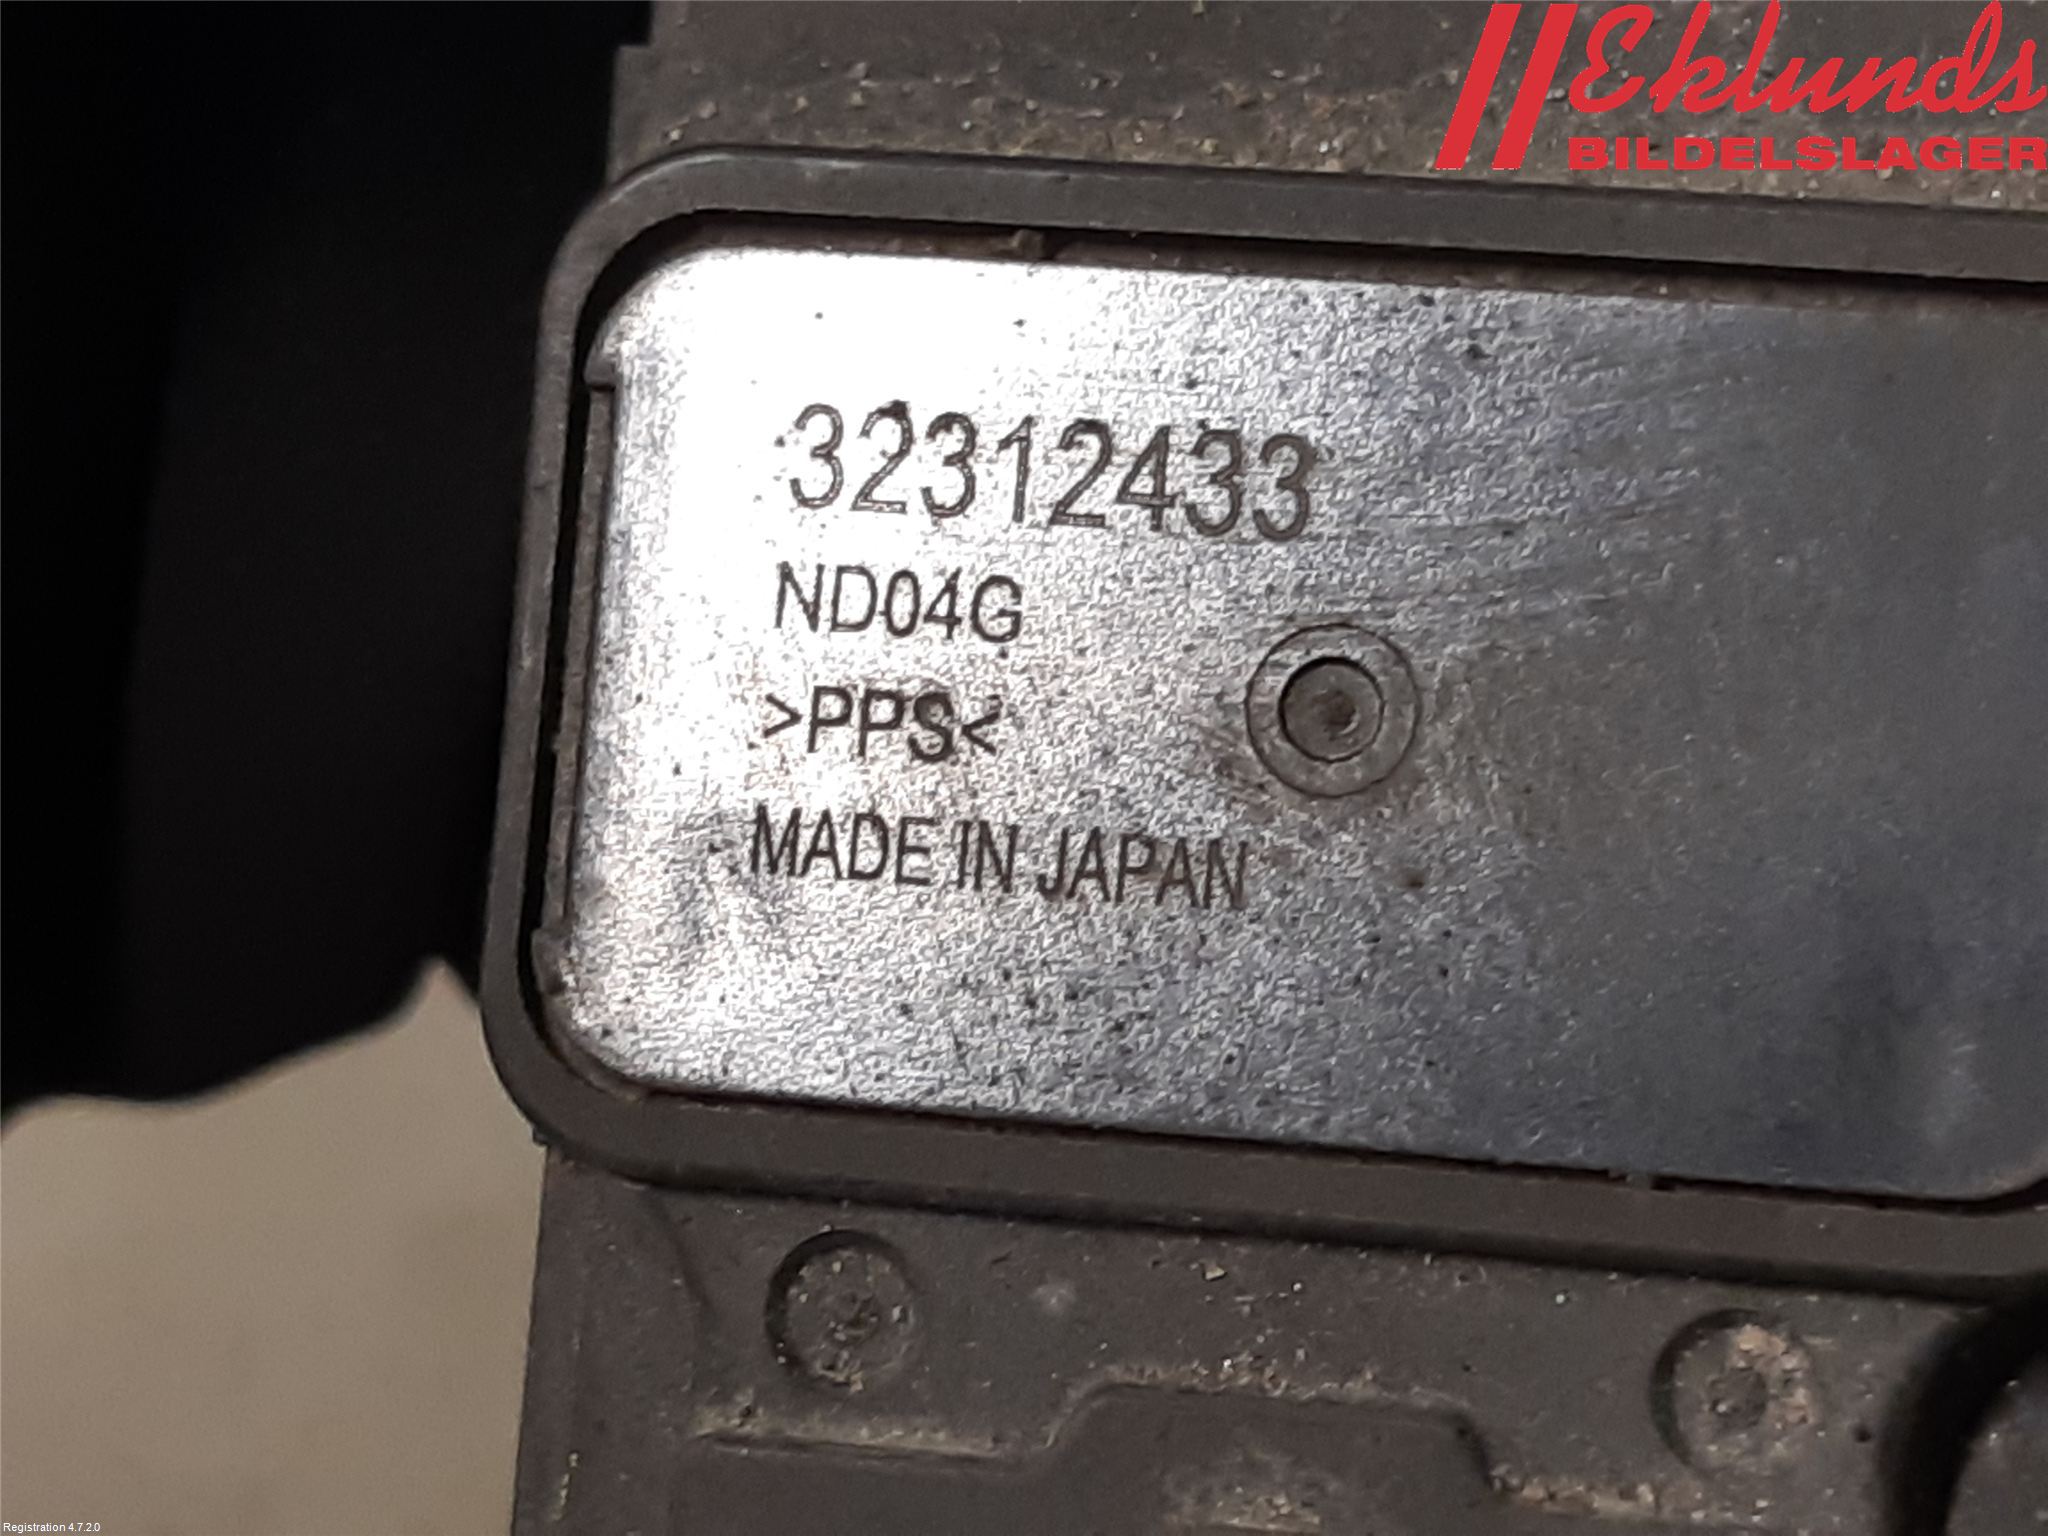 Eklunds
BILDELSLAGER
32312433
ND04G
>PPS<
MADE IN JAPAN
Registration 4.7.2.0